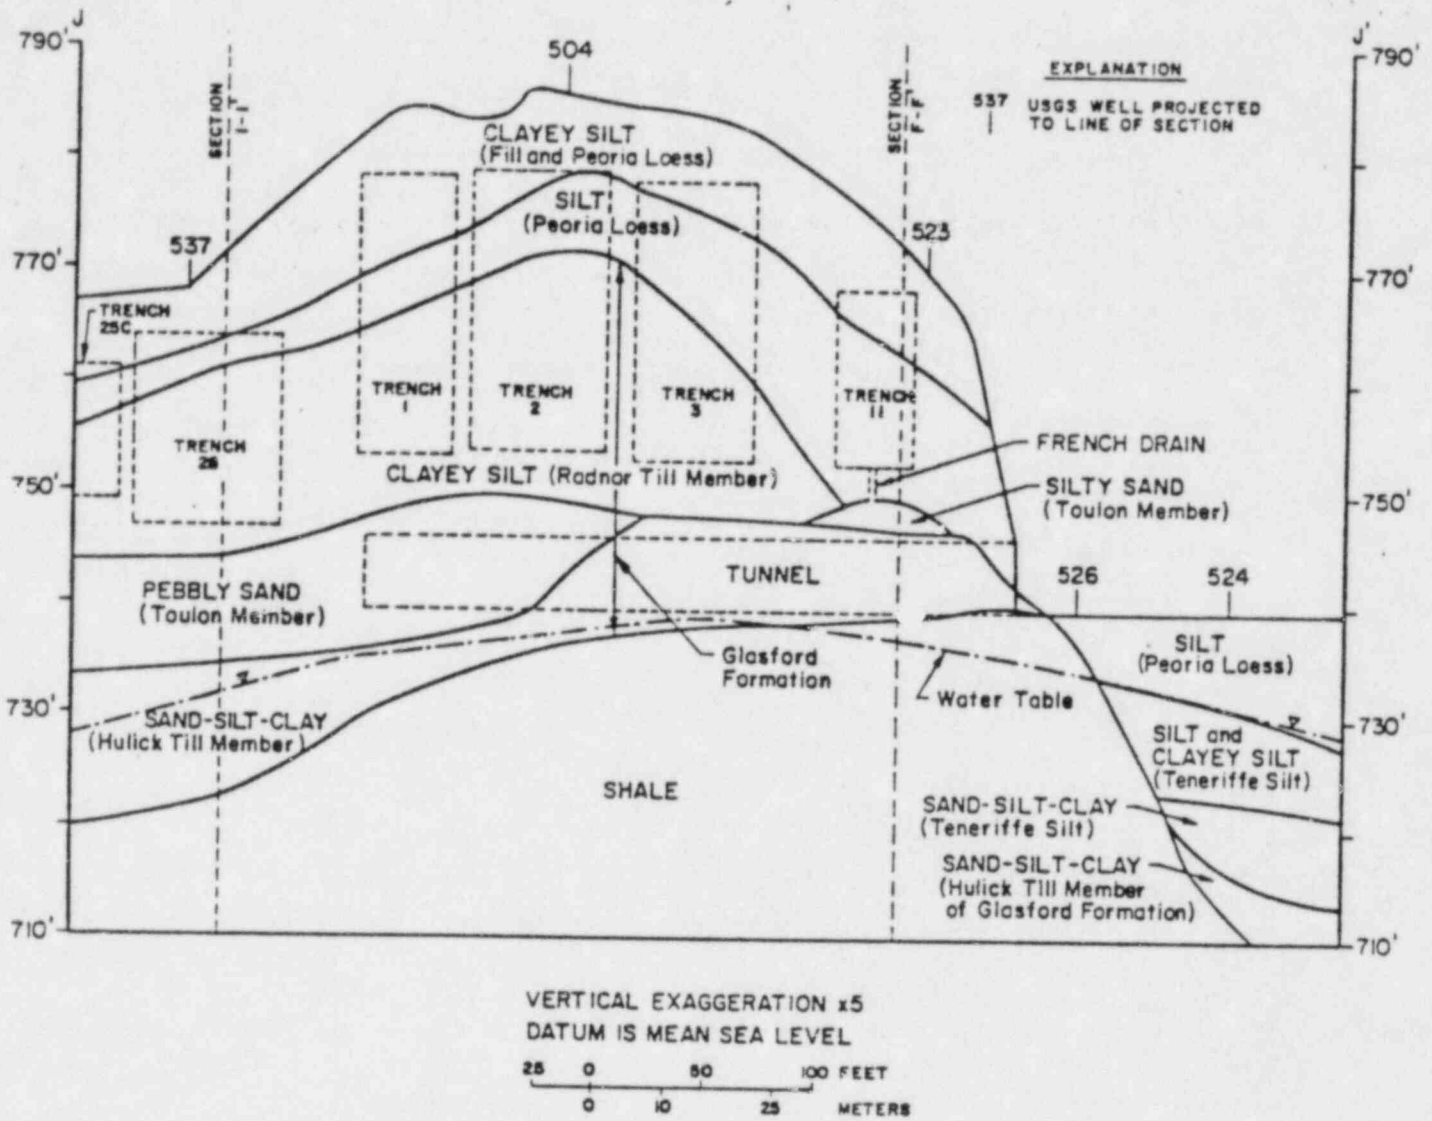 J
J'
790'
790'
504
EXPLANATION
537 USGS WELL PROJECTED
TO LINE OF SECTION
SECTION
I-I'
SECTION
F-F'
CLAYEY SILT
(Fill and Peoria Loess)
SILT
(Peoria Loess)
537
523
770'
770'
TRENCH
25C
TRENCH
1
TRENCH
2
TRENCH
3
TRENCH
11
TRENCH
26
FRENCH DRAIN
CLAYEY SILT (Radnor Till Member)
750'
750'
SILTY SAND
(Toulon Member)
PEBBLY SAND
(Toulon Member)
TUNNEL
526
524
SILT
(Peoria Loess)
Glasford
Formation
Water Table
730'
730'
SAND-SILT-CLAY
(Hulick Till Member)
SILT and
CLAYEY SILT
(Teneriffe Silt)
SHALE
SAND-SILT-CLAY
(Teneriffe Silt)
SAND-SILT-CLAY
(Hulick Till Member
of Glasford Formation)
710'
710'
VERTICAL EXAGGERATION x5
DATUM IS MEAN SEA LEVEL
25 0 50 100 FEET
0 10 25 METERS